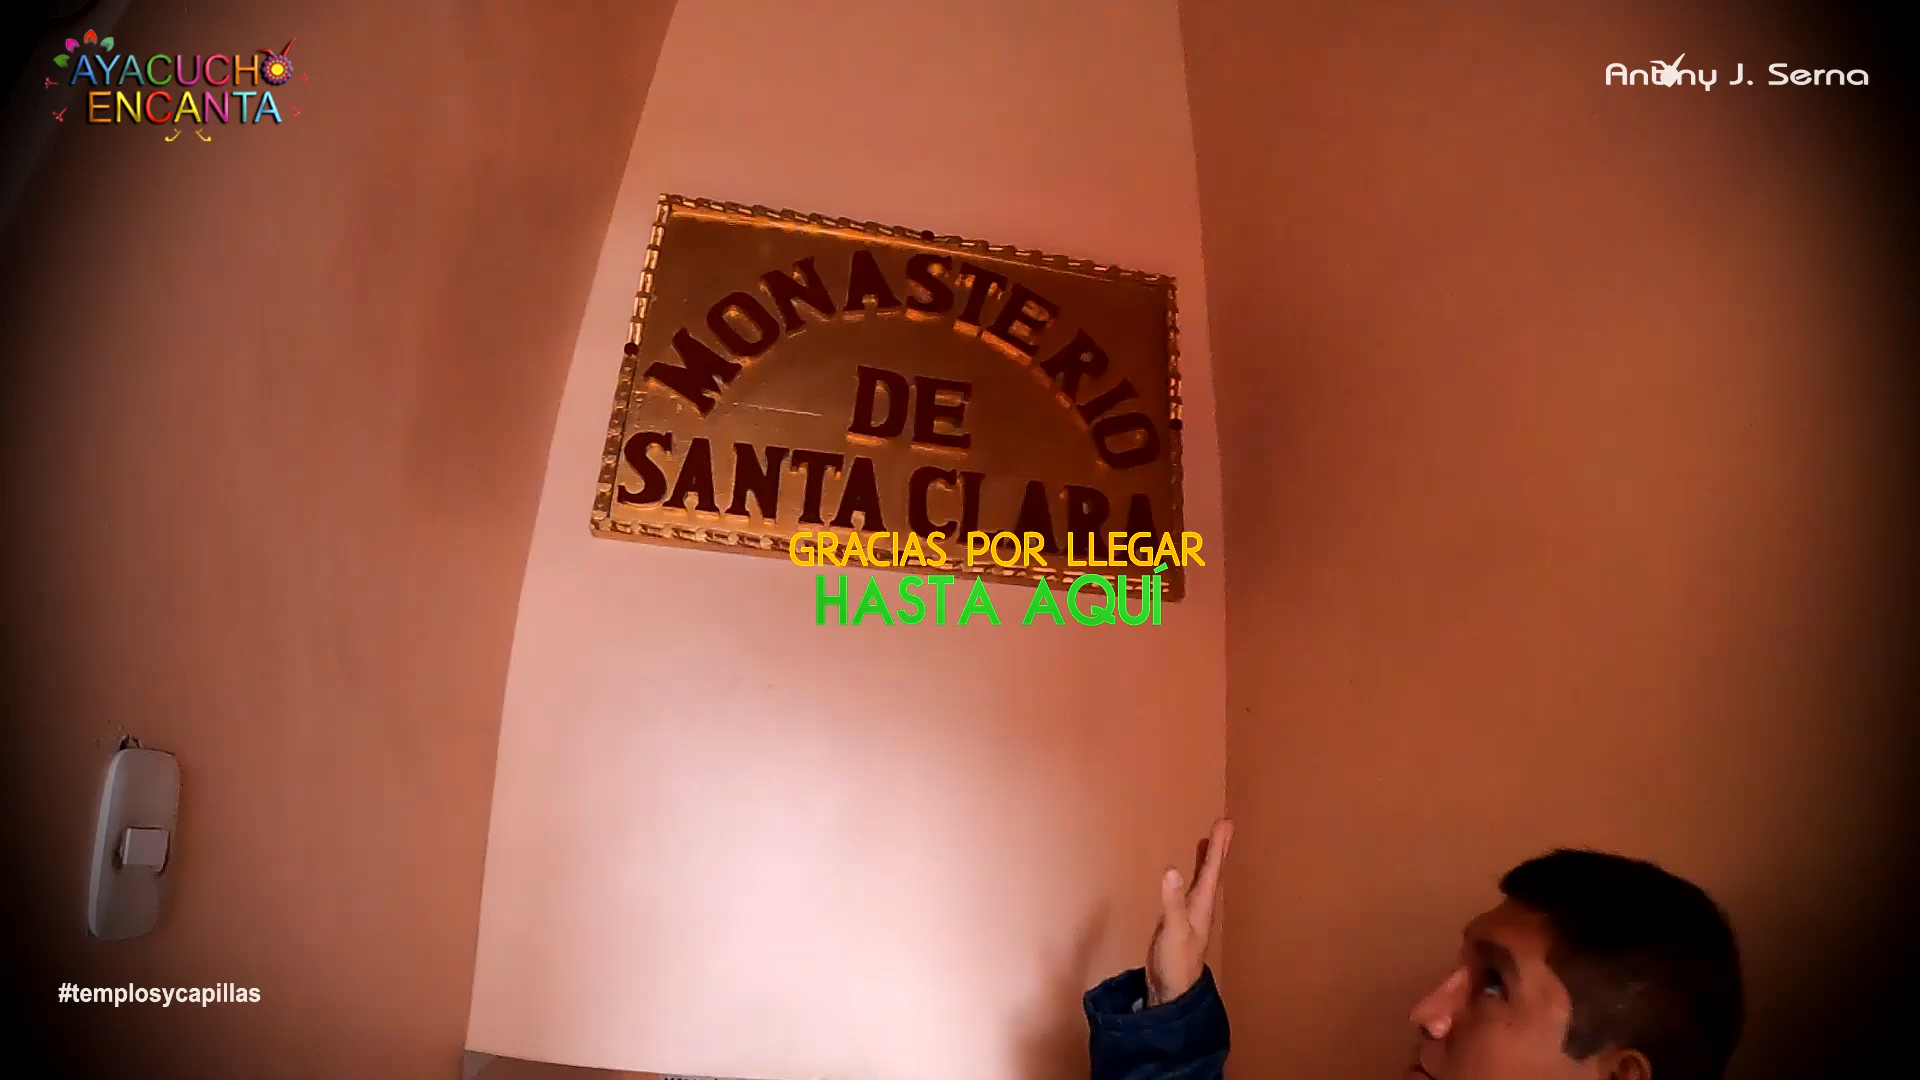 AYACUCHO
ENCANTA
Antony J. Serna
MONASTERIO
DE
SANTA CLARA
GRACIAS POR LLEGAR
HASTA AQUÍ
#templosycapillas